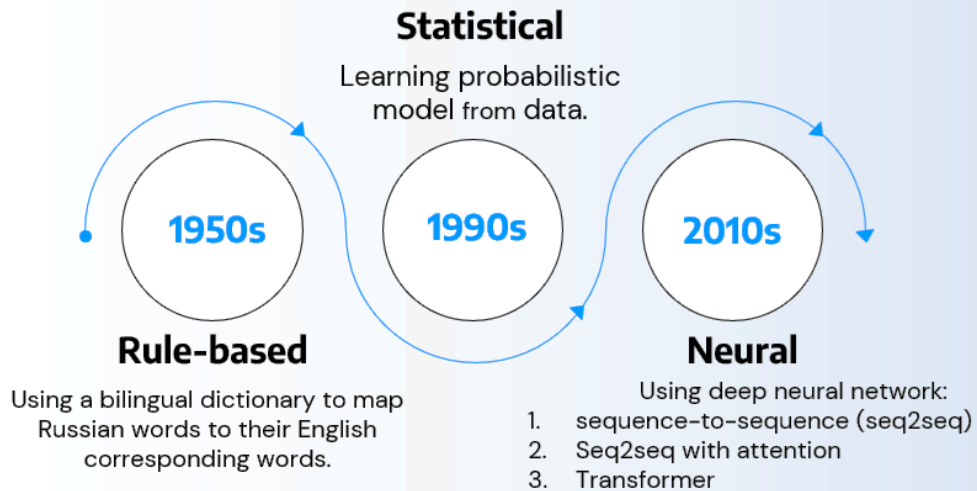 Statistical
Learning probabilistic
model from data.
1950s
1990s
2010s
Rule-based
Using a bilingual dictionary to map
Russian words to their English
corresponding words.
Neural
Using deep neural network:
1. sequence-to-sequence (seq2seq)
2. Seq2seq with attention
3. Transformer